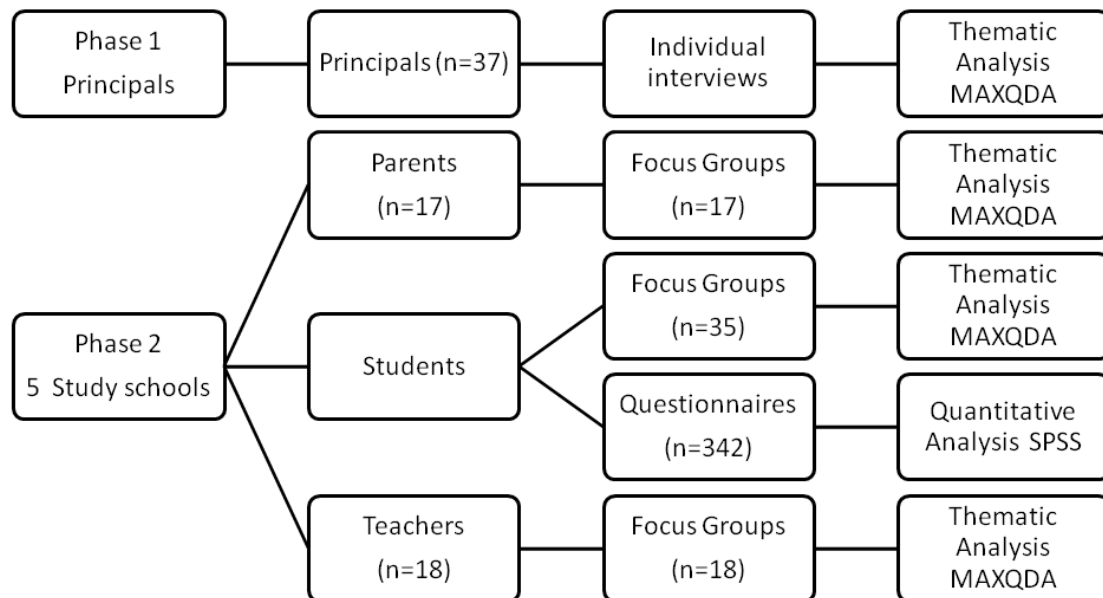 Phase 1
Principals
Principals (n=37)
Individual
interviews
Thematic
Analysis
MAXQDA
Parents
(n=17)
Focus Groups
(n=17)
Thematic
Analysis
MAXQDA
Phase 2
5 Study schools
Students
Focus Groups
(n=35)
Thematic
Analysis
MAXQDA
Questionnaires
(n=342)
Quantitative
Analysis SPSS
Teachers
(n=18)
Focus Groups
(n=18)
Thematic
Analysis
MAXQDA